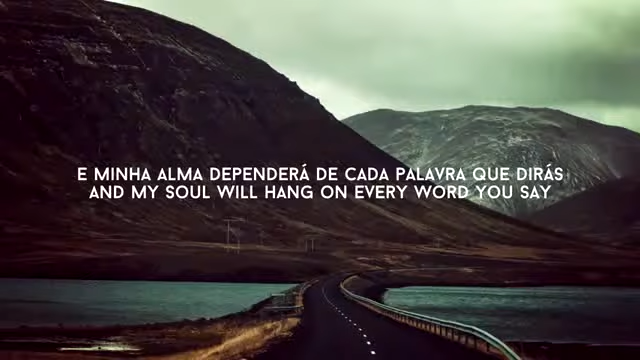 E MINHA ALMA DEPENDERÁ DE CADA PALAVRA QUE DIRÁS
AND MY SOUL WILL HANG ON EVERY WORD YOU SAY